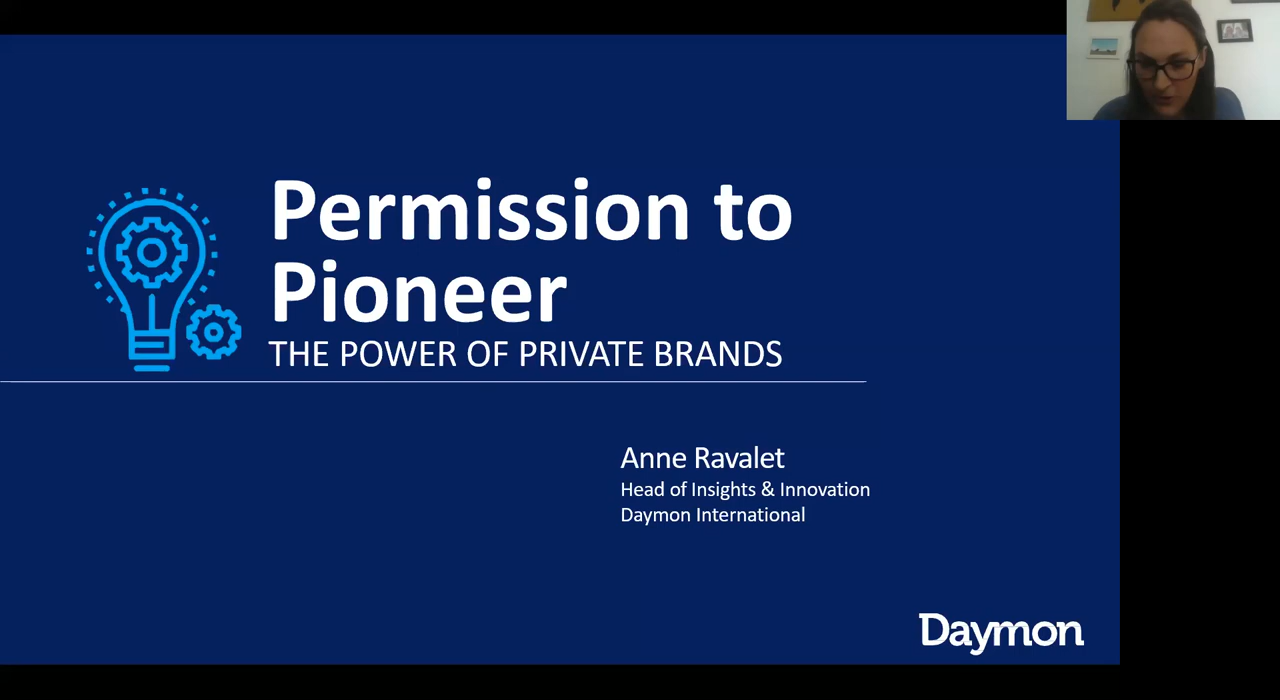 Permission to
Pioneer
THE POWER OF PRIVATE BRANDS
Anne Ravalet
Head of Insights & Innovation
Daymon International
Daymon